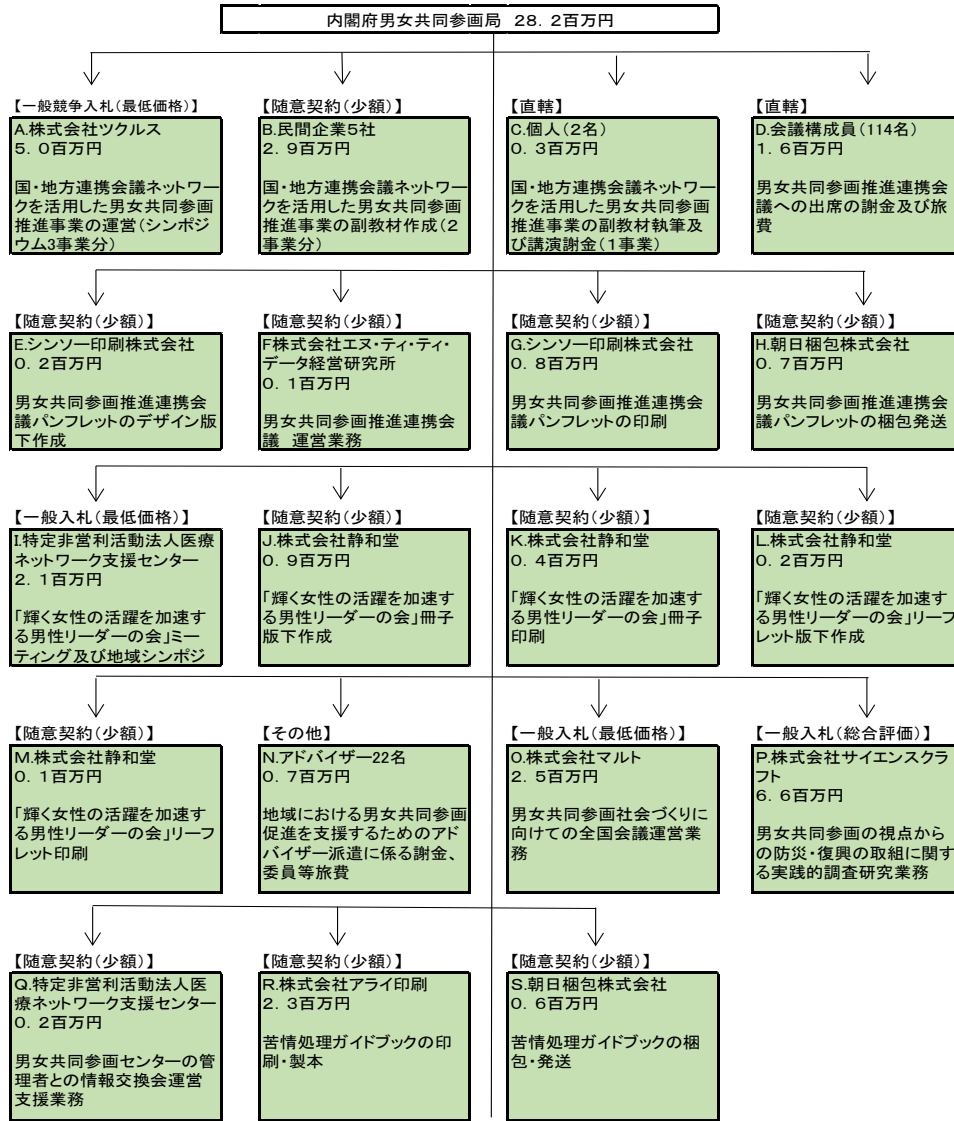 内閣府男女共同参画局 28.2百万円
【一般競争入札(最低価格)】
A.株式会社ツクルス
5.0百万円
国・地方連携会議ネットワー
クを活用した男女共同参画
推進事業の運営(シンポジ
ウム3事業分)
【随意契約(少額)】
B.民間企業5社
2.9百万円
国・地方連携会議ネットワー
クを活用した男女共同参画
推進事業の副教材作成(2
事業分)
【直轄】
C.個人(2名)
0.3百万円
国・地方連携会議ネットワー
クを活用した男女共同参画
推進事業の副教材執筆及
び講演謝金(1事業)
【直轄】
D.会議構成員(114名)
1.6百万円
男女共同参画推進連携会
議への出席の謝金及び旅
費
【随意契約(少額)】
E.シンソー印刷株式会社
0.2百万円
男女共同参画推進連携会
議パンフレットのデザイン版
下作成
【随意契約(少額)】
F株式会社エヌ・ティ・ティ・
データ経営研究所
0.1百万円
男女共同参画推進連携会
議 運営業務
【随意契約(少額)】
G.シンソー印刷株式会社
0.8百万円
男女共同参画推進連携会
議パンフレットの印刷
【随意契約(少額)】
H.朝日梱包株式会社
0.7百万円
男女共同参画推進連携会
議パンフレットの梱包発送
【一般入札(最低価格)】
I.特定非営利活動法人医療
ネットワーク支援センター
2.1百万円
「輝く女性の活躍を加速す
る男性リーダーの会」ミー
ティング及び地域シンポジ
【随意契約(少額)】
J.株式会社静和堂
0.9百万円
「輝く女性の活躍を加速す
る男性リーダーの会」冊子
版下作成
【随意契約(少額)】
K.株式会社静和堂
0.4百万円
「輝く女性の活躍を加速す
る男性リーダーの会」冊子
印刷
【随意契約(少額)】
L.株式会社静和堂
0.2百万円
「輝く女性の活躍を加速す
る男性リーダーの会」リーフ
レット版下作成
【随意契約(少額)】
M.株式会社静和堂
0.1百万円
「輝く女性の活躍を加速す
る男性リーダーの会」リーフ
レット印刷
【その他】
N.アドバイザー22名
0.7百万円
地域における男女共同参画
促進を支援するためのアド
バイザー派遣に係る謝金、
委員等旅費
【一般入札(最低価格)】
O.株式会社マルト
2.5百万円
男女共同参画社会づくりに
向けての全国会議運営業
務
【一般入札(総合評価)】
P.株式会社サイエンスクラ
フト
6.6百万円
男女共同参画の視点から
の防災・復興の取組に関す
る実践的調査研究業務
【随意契約(少額)】
Q.特定非営利活動法人医
療ネットワーク支援センター
0.2百万円
男女共同参画センターの管
理者との情報交換会運営
支援業務
【随意契約(少額)】
R.株式会社アライ印刷
2.3百万円
苦情処理ガイドブックの印
刷・製本
【随意契約(少額)】
S.朝日梱包株式会社
0.6百万円
苦情処理ガイドブックの梱
包・発送